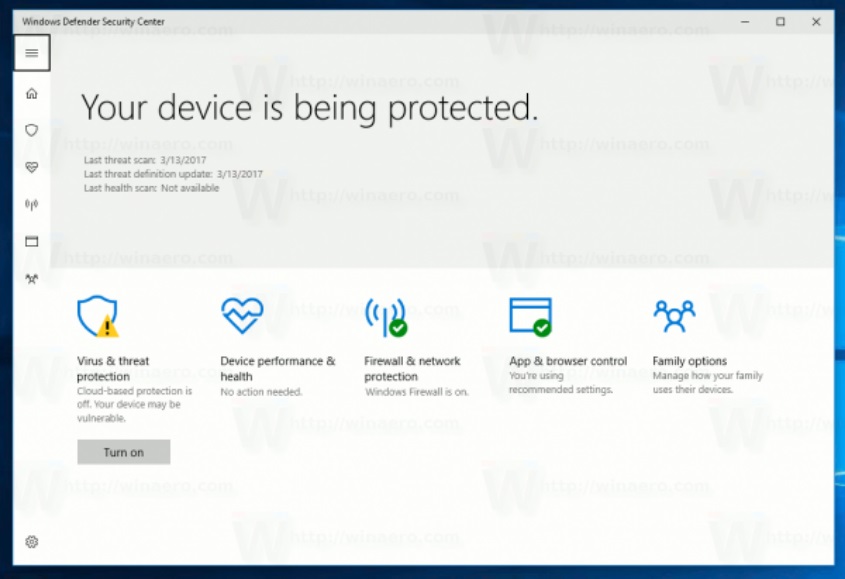 Windows Defender Security Center
Your device is being protected.
Last threat scan: 3/13/2017
Last threat definition update: 3/13/2017
Last health scan: Not available
Virus & threat
protection
Cloud-based protection is
off. Your device may be
vulnerable.
Turn on
Device performance &
health
No action needed.
Firewall & network
protection
Windows Firewall is on.
App & browser control
You're using
recommended settings.
Family options
Manage how your family
uses their devices.
W http://winaero.com